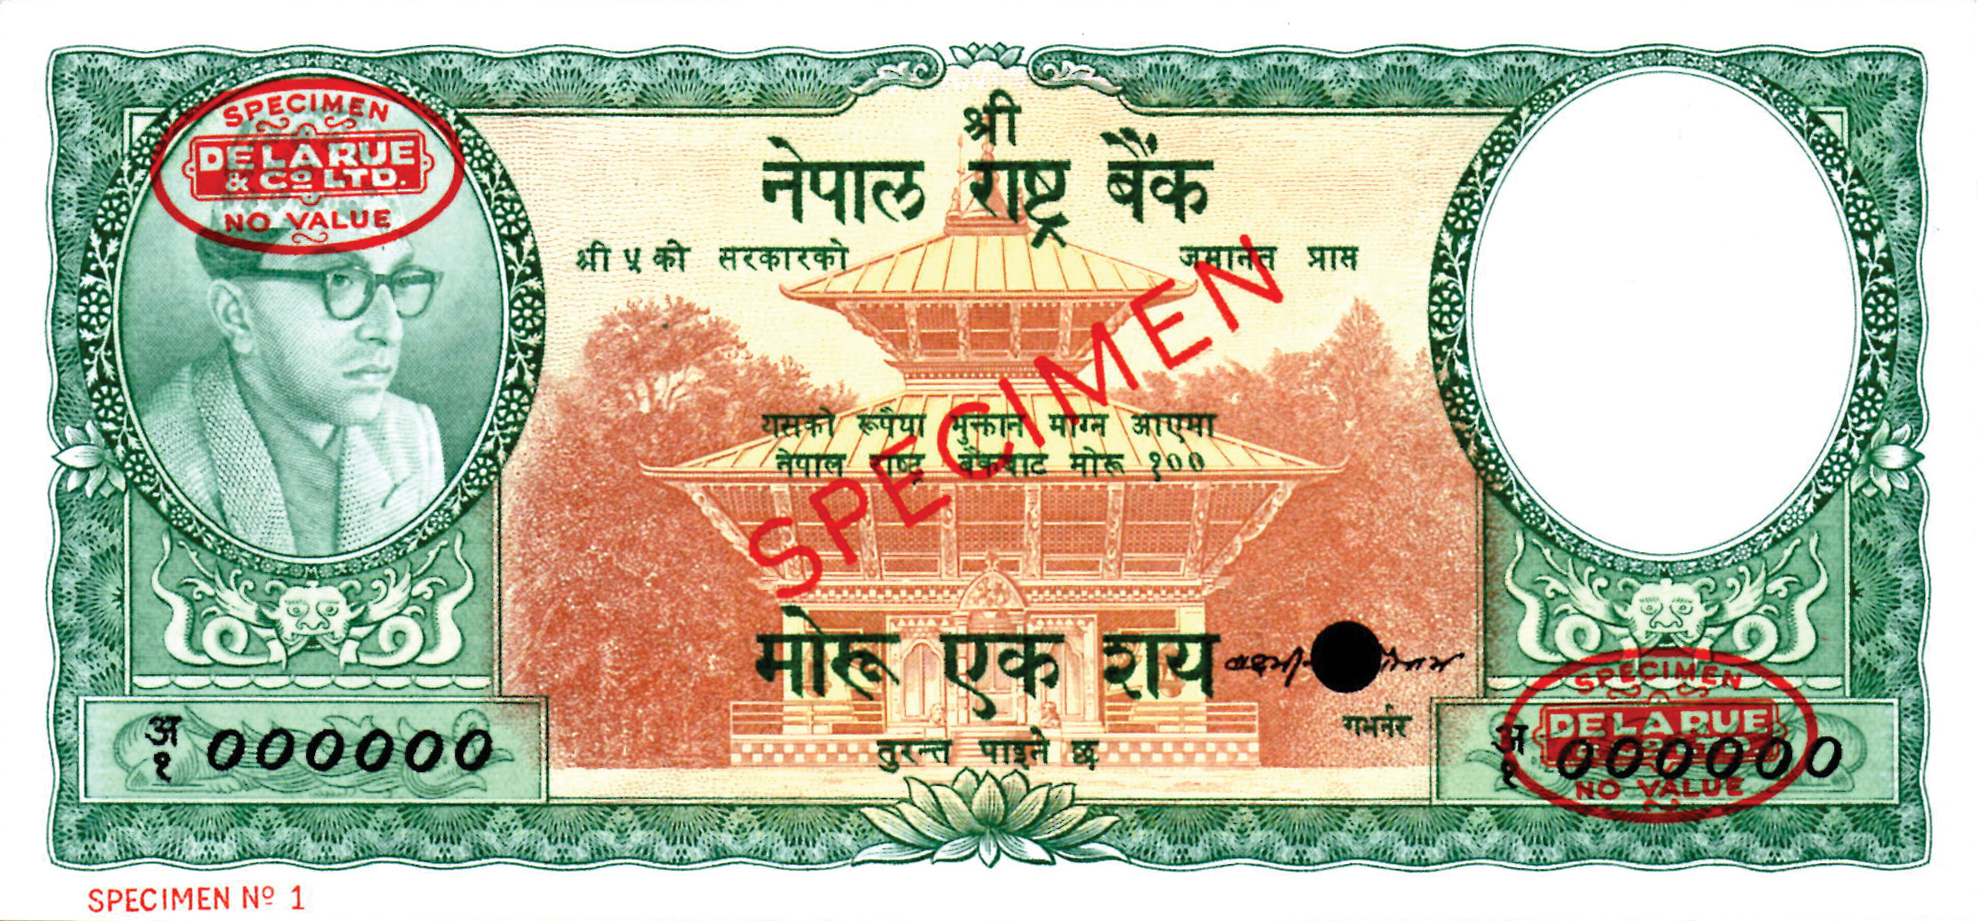 SPECIMEN
DE LA RUE
& Cº LTD.
NO VALUE
श्री
नेपाल राष्ट्र बैंक
श्री ५ को सरकारको जमानत प्राप्त
यसको रूपैया भुक्तान माग्न आएमा
नेपाल राष्ट्र बैंकबाट मोरू १००
SPECIMEN
मोरू एक शय
गभर्नर
तुरन्त पाइने छ
अ
१ 000000
SPECIMEN
DE LA RUE
अ
१ 000000
NO VALUE
SPECIMEN Nº 1